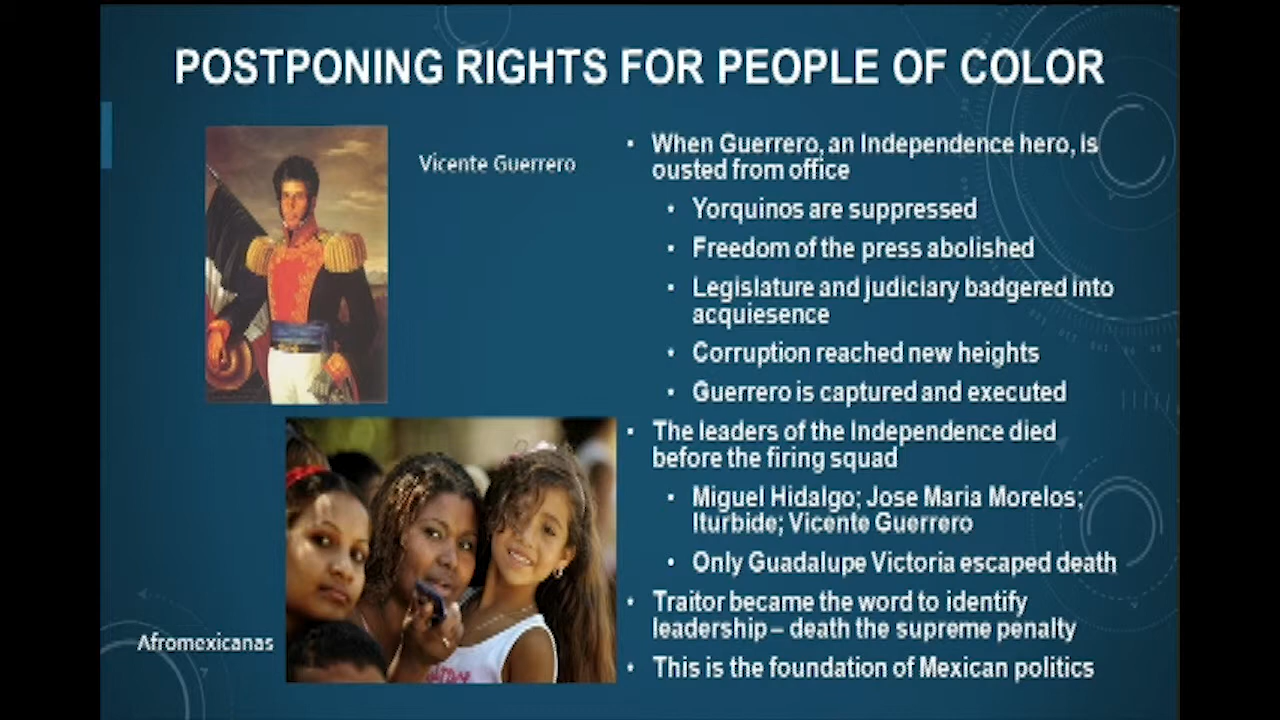 POSTPONING RIGHTS FOR PEOPLE OF COLOR
Vicente Guerrero
• When Guerrero, an Independence hero, is
ousted from office
• Yorquinos are suppressed
• Freedom of the press abolished
• Legislature and judiciary badgered into
acquiesence
• Corruption reached new heights
• Guerrero is captured and executed
• The leaders of the Independence died
before the firing squad
• Miguel Hidalgo; Jose Maria Morelos;
Iturbide; Vicente Guerrero
• Only Guadalupe Victoria escaped death
• Traitor became the word to identify
leadership – death the supreme penalty
• This is the foundation of Mexican politics
Afromexicanas